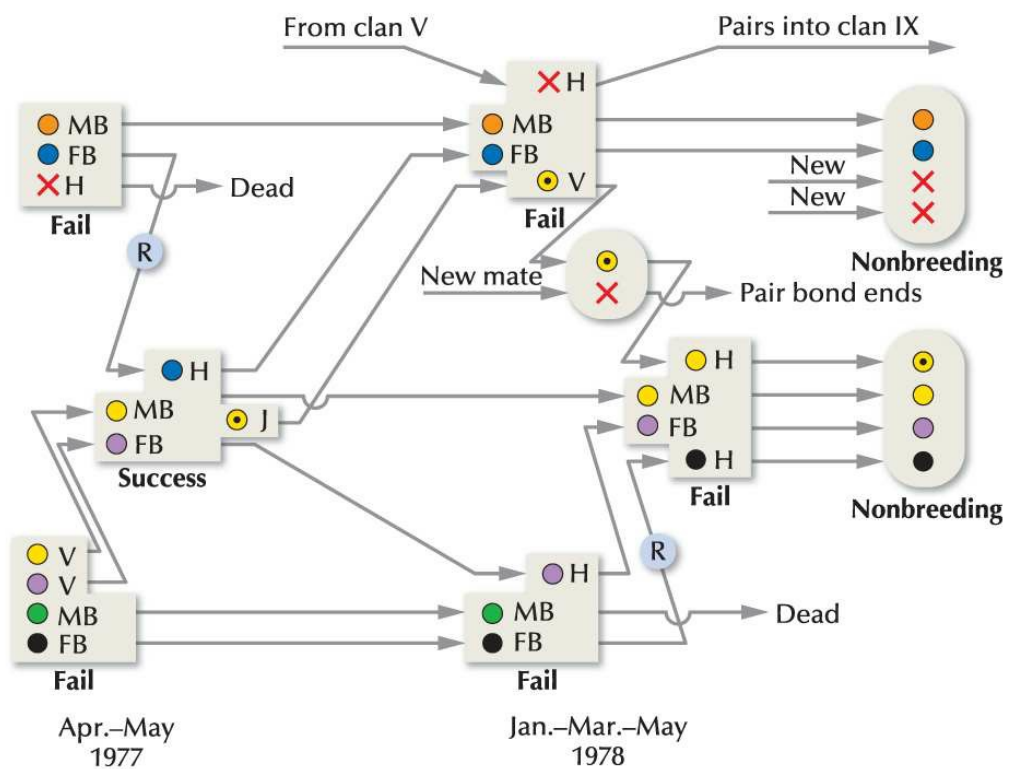 From clan V
Pairs into clan IX
H
MB
FB
H
Dead
Fail
R
MB
FB
V
Fail
New
New
Nonbreeding
New mate
Pair bond ends
H
MB
FB
J
Success
H
MB
FB
H
Fail
Nonbreeding
V
V
MB
FB
Fail
H
MB
FB
Fail
R
Dead
Apr.–May
1977
Jan.–Mar.–May
1978